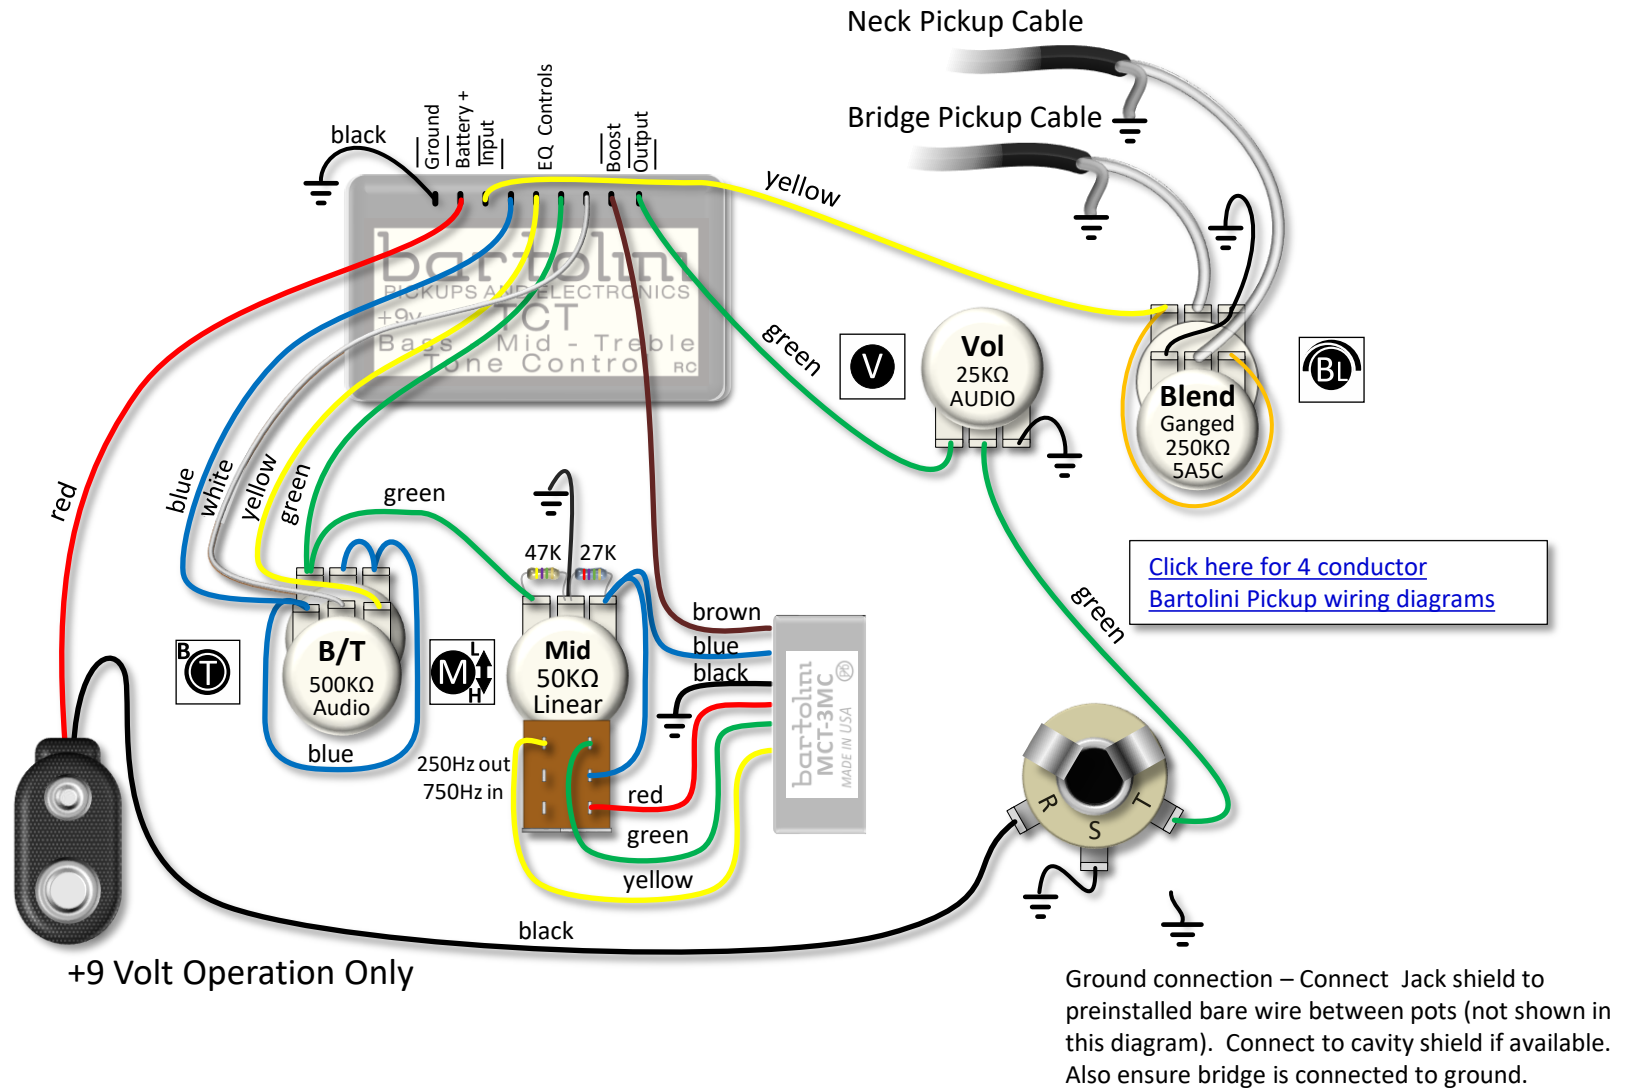 Neck Pickup Cable
Bridge Pickup Cable
black
Ground
Battery +
Input
EQ Controls
Boost
Output
yellow
bartolini
PICKUPS AND ELECTRONICS
+9v TCT
Bass - Mid - Treble
Tone Control RC
green
V
Vol
25KΩ
AUDIO
BL
Blend
Ganged
250KΩ
5A5C
red
blue
white
yellow
green
green
47K
27K
Click here for 4 conductor
Bartolini Pickup wiring diagrams
green
brown
blue
black
B
T
B/T
500KΩ
Audio
M
L
H
Mid
50KΩ
Linear
bartolini
MCT-3MC
MADE IN USA
blue
250Hz out
750Hz in
red
green
yellow
R
S
T
black
+9 Volt Operation Only
Ground connection – Connect Jack shield to
preinstalled bare wire between pots (not shown in
this diagram). Connect to cavity shield if available.
Also ensure bridge is connected to ground.